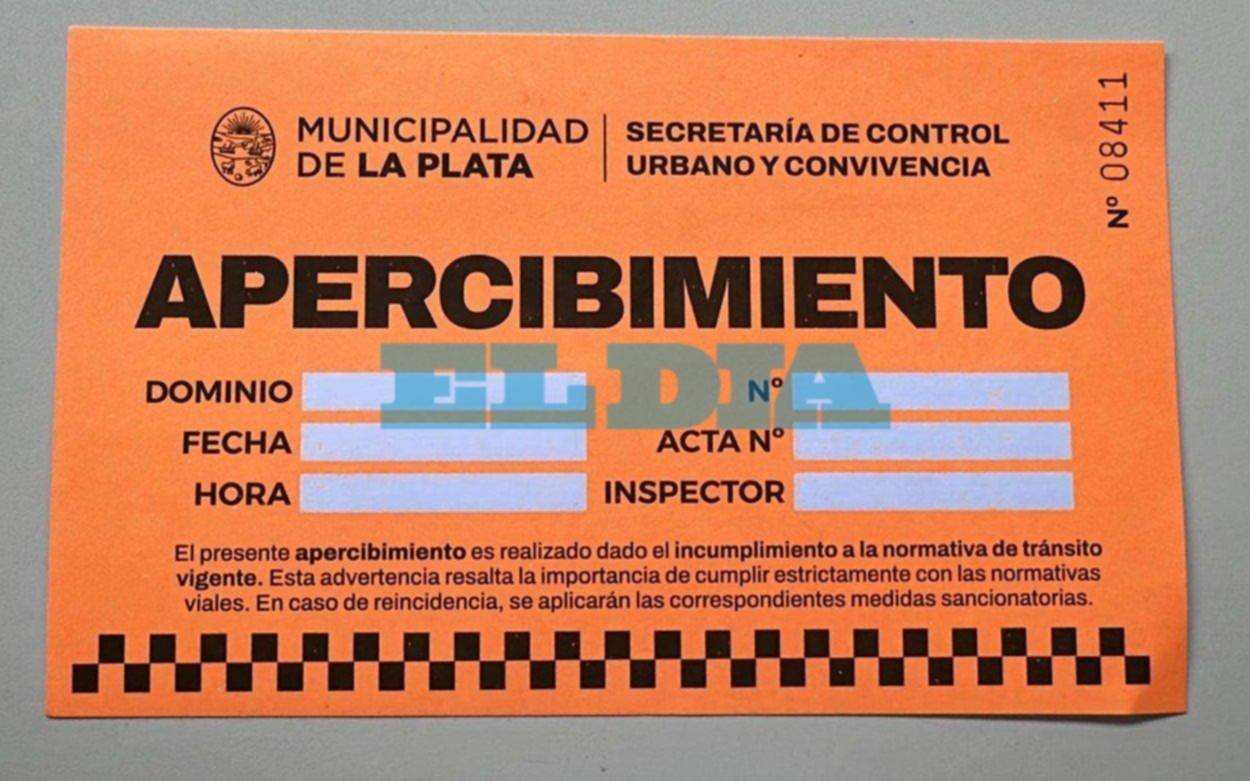 MUNICIPALIDAD
DE LA PLATA
SECRETARÍA DE CONTROL
URBANO Y CONVIVENCIA
Nº 08411
APERCIBIMIENTO
EL DIA
DOMINIO
Nº
FECHA
ACTA Nº
HORA
INSPECTOR
El presente apercibimiento es realizado dado el incumplimiento a la normativa de tránsito
vigente. Esta advertencia resalta la importancia de cumplir estrictamente con las normativas
viales. En caso de reincidencia, se aplicarán las correspondientes medidas sancionatorias.